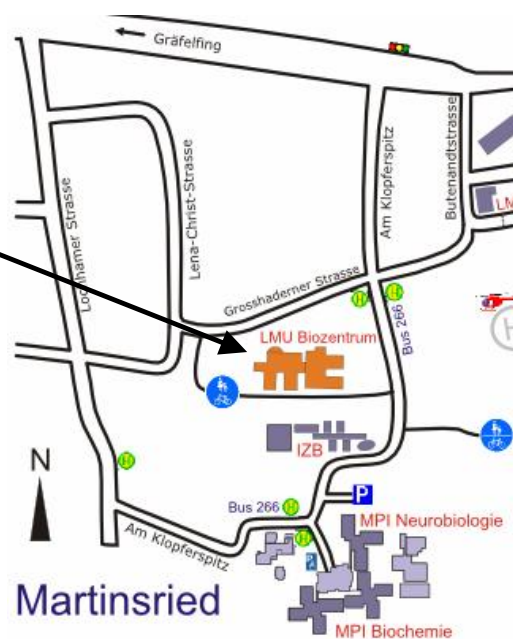 Gräfelfing
Lochhamer Strasse
Lena-Christ-Strasse
Am Klopferspitz
Butenandtstrasse
LM
Grosshaderner Strasse
H
H
Bus 266
H
LMU Biozentrum
IZB
H
N
Bus 266
H
P
Am Klopferspitz
H
P
MPI Neurobiologie
Martinsried
MPI Biochemie